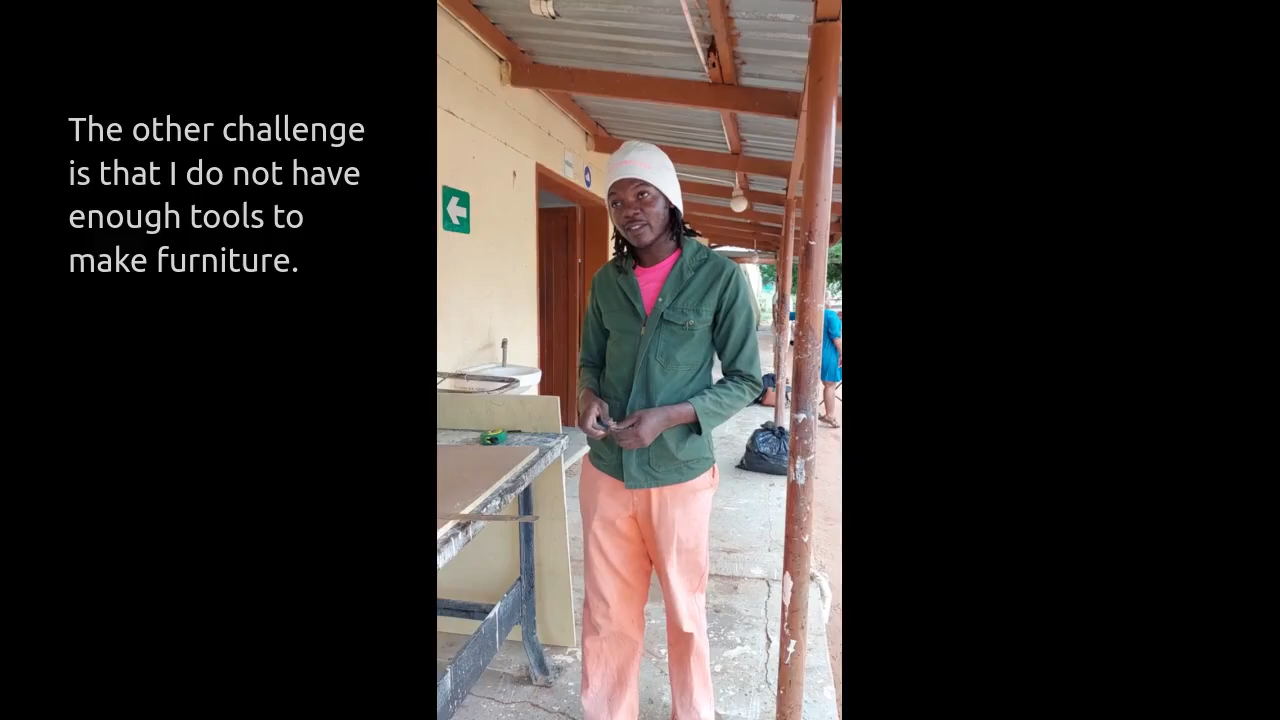 The other challenge
is that I do not have
enough tools to
make furniture.